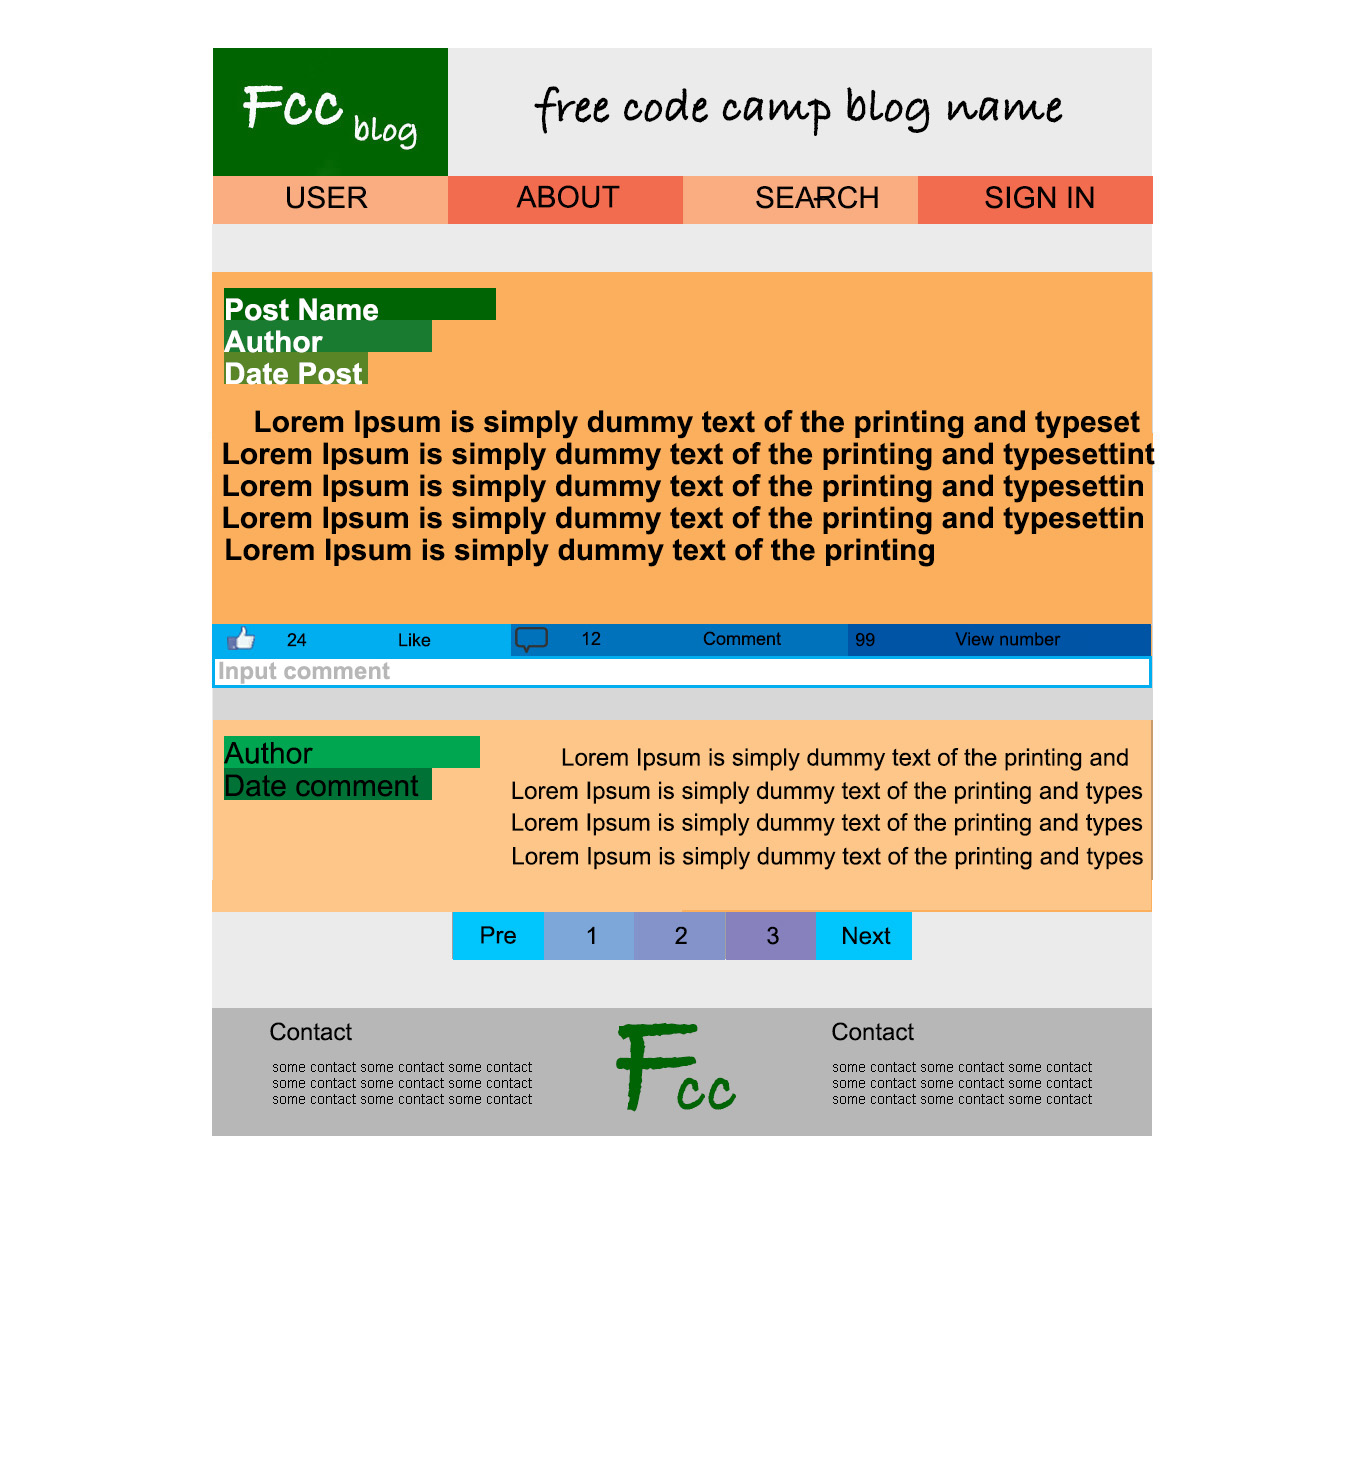 Fcc blog
free code camp blog name
USER ABOUT SEARCH SIGN IN
Post Name
Author
Date Post
Lorem Ipsum is simply dummy text of the printing and typeset
Lorem Ipsum is simply dummy text of the printing and typesettint
Lorem Ipsum is simply dummy text of the printing and typesettin
Lorem Ipsum is simply dummy text of the printing and typesettin
Lorem Ipsum is simply dummy text of the printing
24 Like 12 Comment 99 View number
Input comment
Author
Date comment
Lorem Ipsum is simply dummy text of the printing and
Lorem Ipsum is simply dummy text of the printing and types
Lorem Ipsum is simply dummy text of the printing and types
Lorem Ipsum is simply dummy text of the printing and types
Pre 1 2 3 Next
Contact
some contact some contact some contact
some contact some contact some contact
some contact some contact some contact
Fcc
Contact
some contact some contact some contact
some contact some contact some contact
some contact some contact some contact